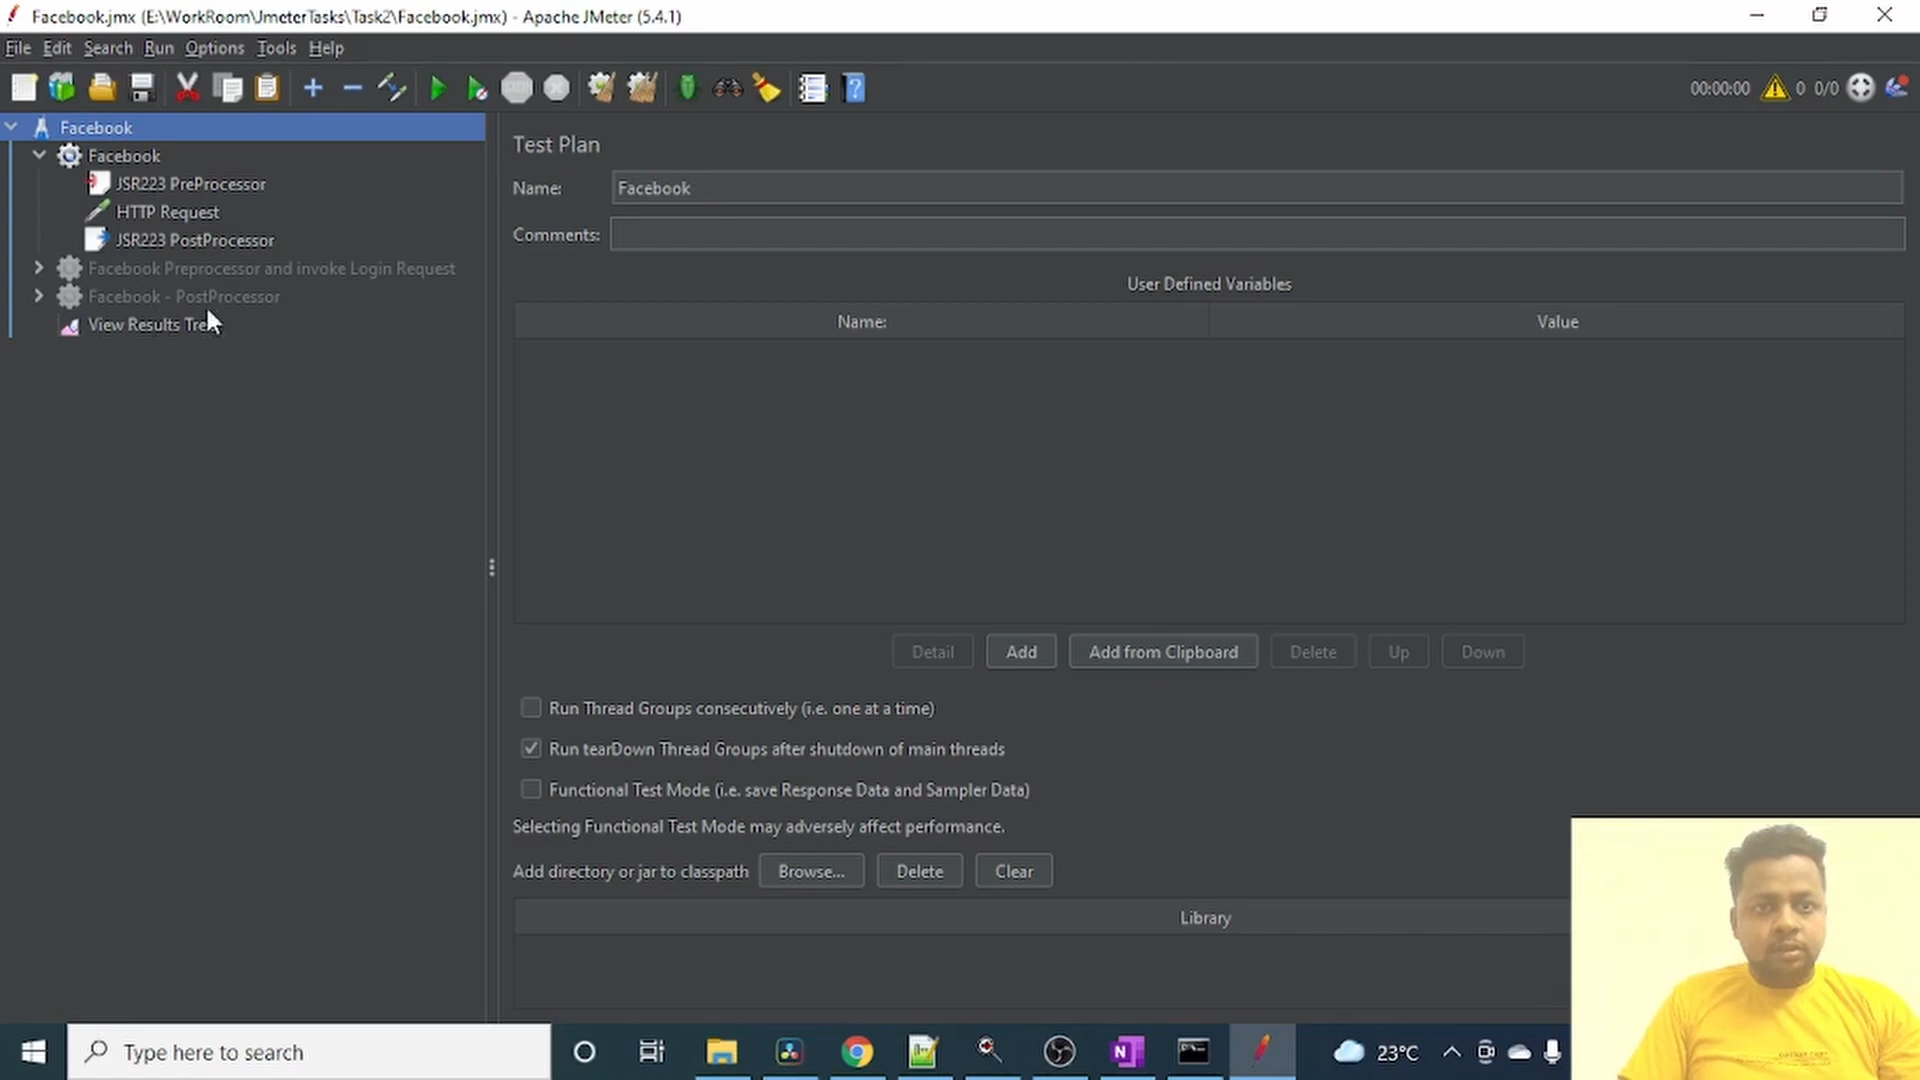 Facebook.jmx (E:\WorkRoom\JmeterTasks\Task2\Facebook.jmx) - Apache JMeter (5.4.1)
File Edit Search Run Options Tools Help
00:00:00 0 0/0
Facebook
Facebook
JSR223 PreProcessor
HTTP Request
JSR223 PostProcessor
Facebook Preprocessor and invoke Login Request
Facebook - PostProcessor
View Results Tre
Test Plan
Name: Facebook
Comments:
User Defined Variables
Name: Value
Detail Add Add from Clipboard Delete Up Down
Run Thread Groups consecutively (i.e. one at a time)
Run tearDown Thread Groups after shutdown of main threads
Functional Test Mode (i.e. save Response Data and Sampler Data)
Selecting Functional Test Mode may adversely affect performance.
Add directory or jar to classpath Browse... Delete Clear
Library
Type here to search
23°C